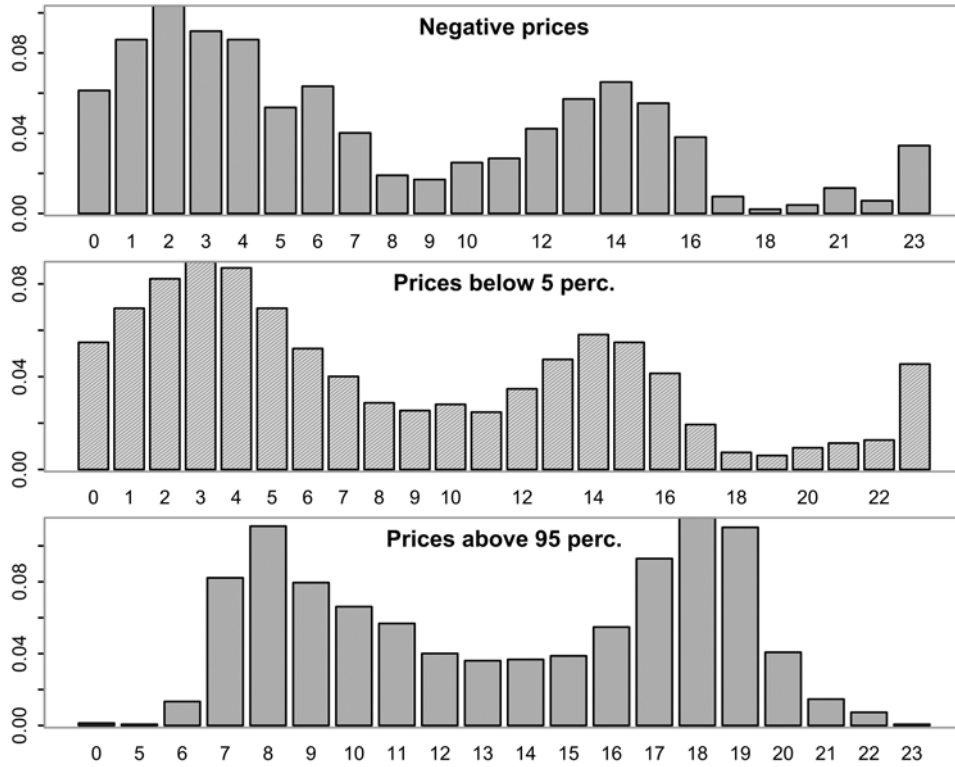 Negative prices
0.08
0.04
0.00
0 1 2 3 4 5 6 7 8 9 10 12 14 16 18 21 23
Prices below 5 perc.
0.08
0.04
0.00
0 1 2 3 4 5 6 7 8 9 10 12 14 16 18 20 22
Prices above 95 perc.
0.08
0.04
0.00
0 5 6 7 8 9 10 11 12 13 14 15 16 17 18 19 20 21 22 23